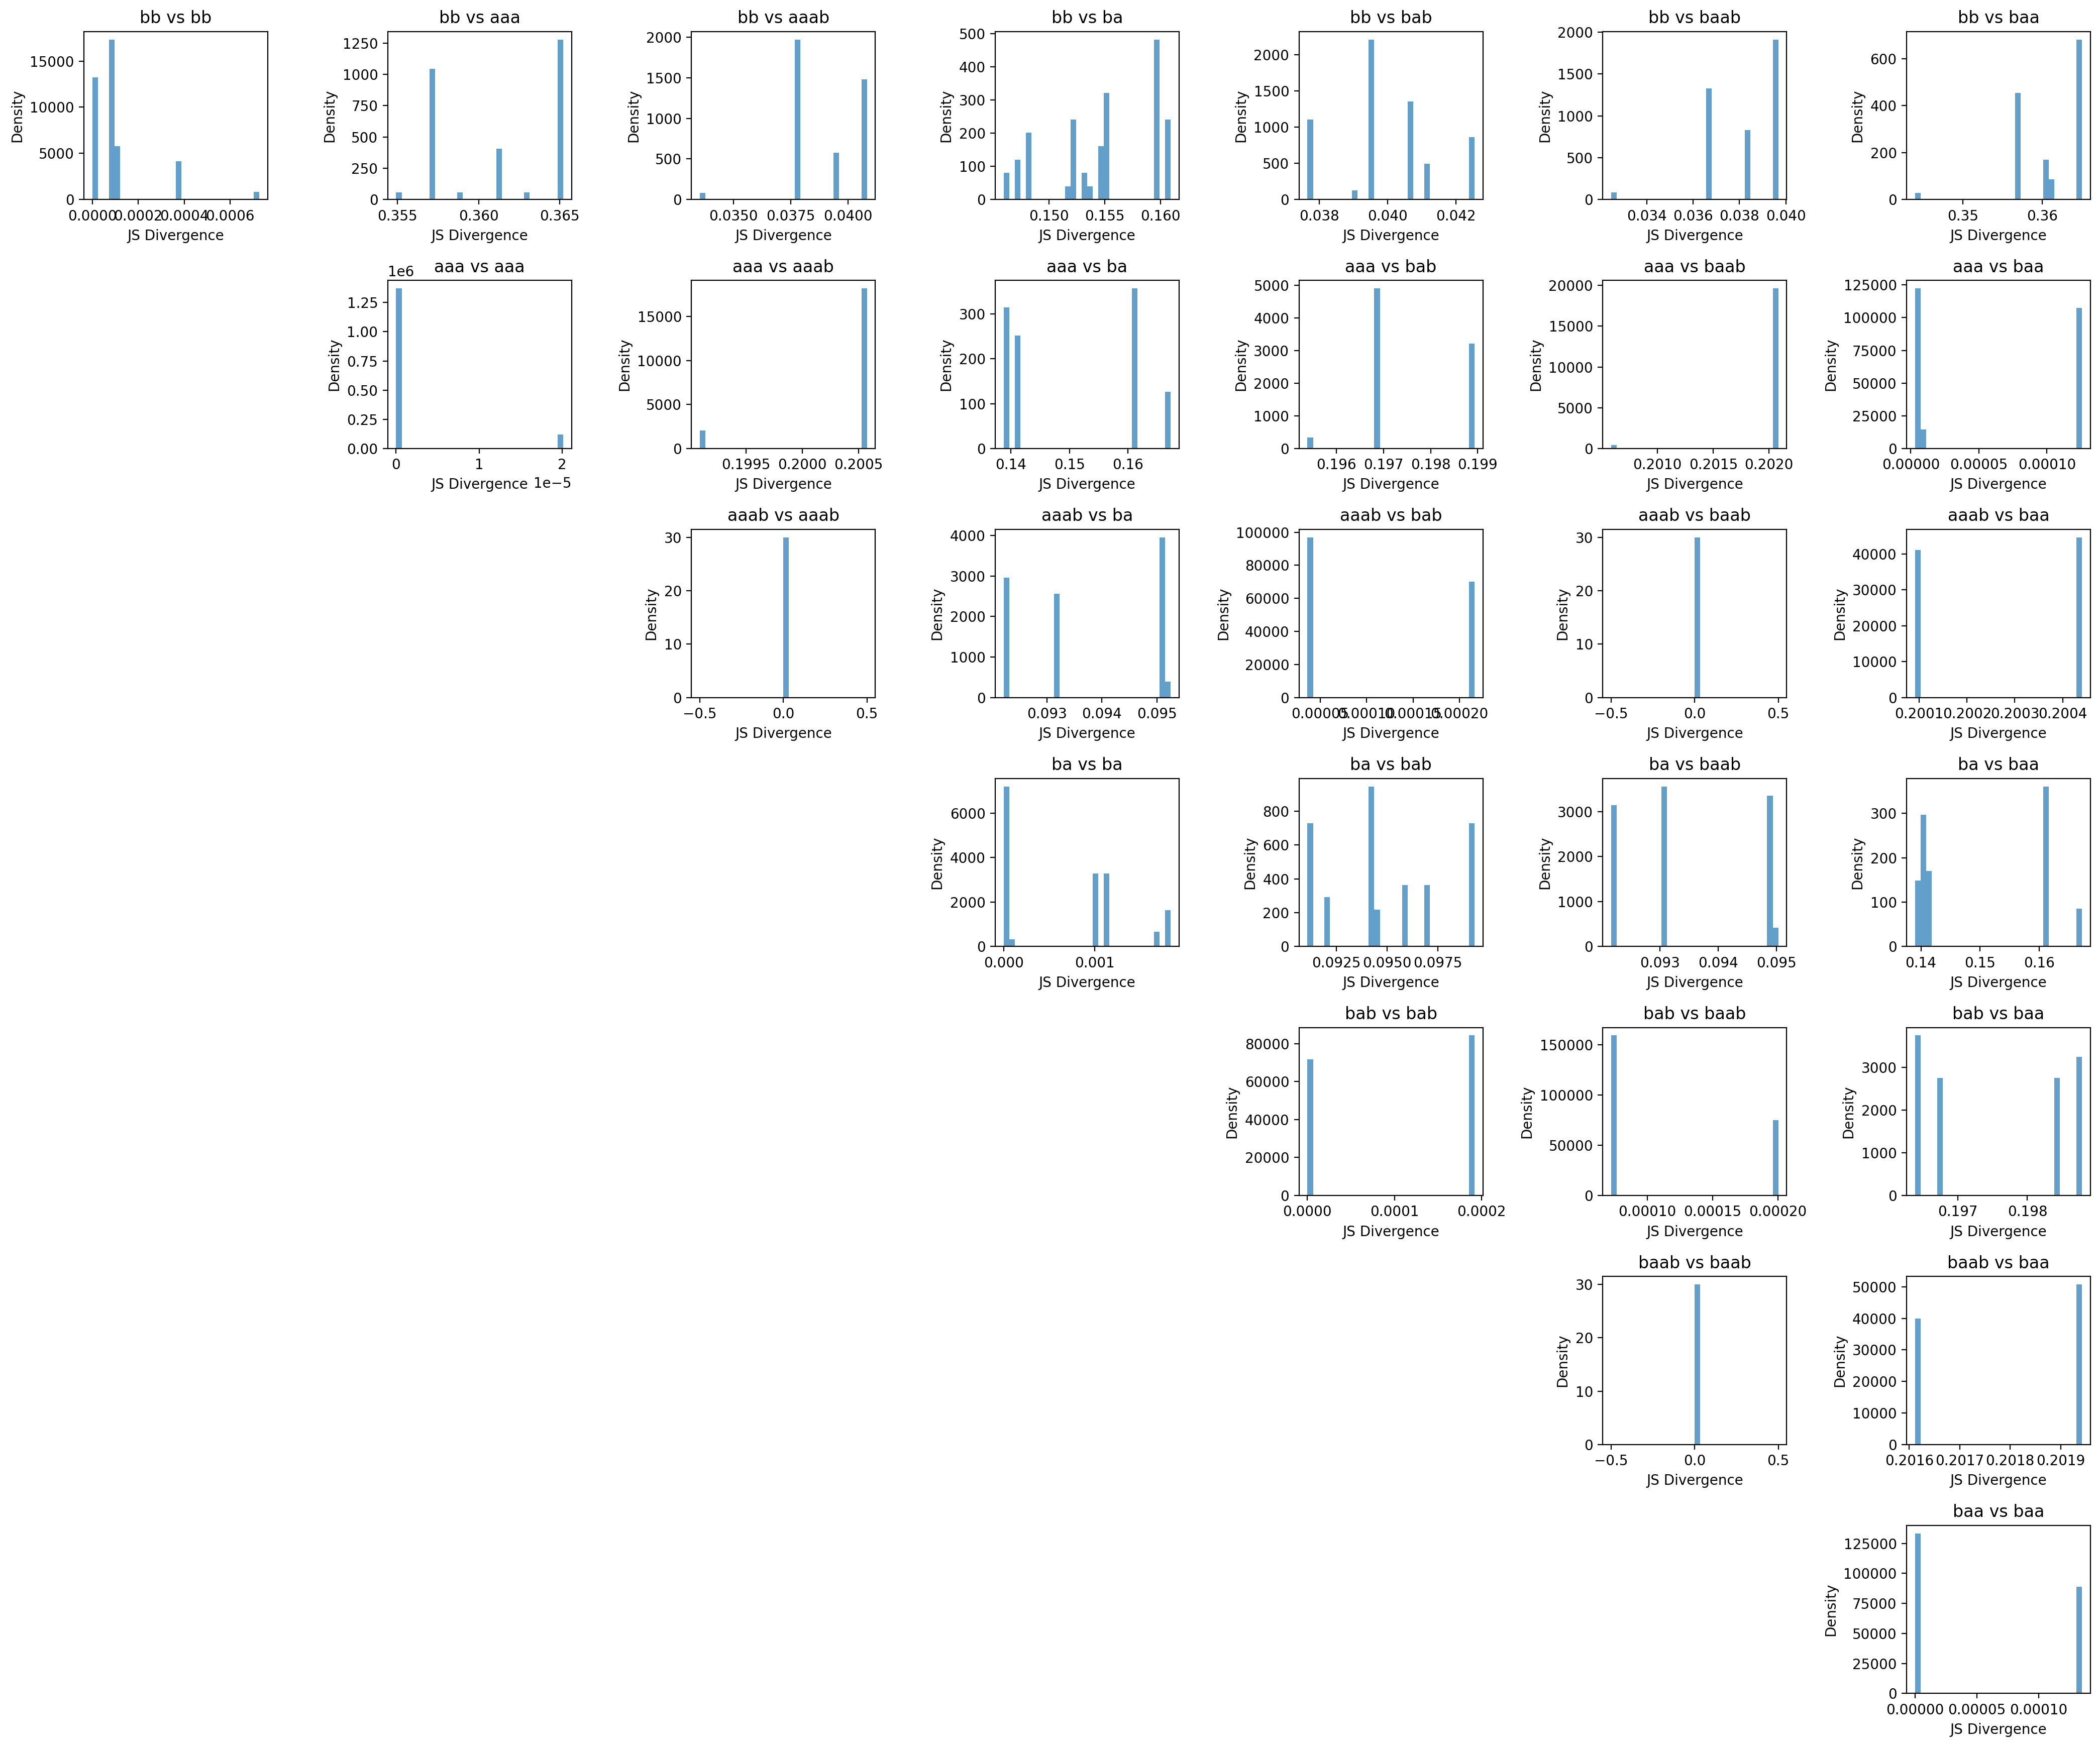 bb vs bb
bb vs aaa
bb vs aaab
bb vs ba
bb vs bab
bb vs baab
bb vs baa
Density
15000
10000
5000
0
0.0000 0.0002 0.0004 0.0006
JS Divergence
Density
1250
1000
750
500
250
0
0.355 0.360 0.365
JS Divergence
Density
2000
1500
1000
500
0
0.0350 0.0375 0.0400
JS Divergence
Density
500
400
300
200
100
0
0.150 0.155 0.160
JS Divergence
Density
2000
1500
1000
500
0
0.038 0.040 0.042
JS Divergence
Density
2000
1500
1000
500
0
0.034 0.036 0.038 0.040
JS Divergence
Density
600
400
200
0
0.35 0.36
JS Divergence
aaa vs aaa
1e6
Density
1.25
1.00
0.75
0.50
0.25
0.00
0 1 2
JS Divergence 1e−5
aaa vs aaab
Density
15000
10000
5000
0
0.1995 0.2000 0.2005
JS Divergence
aaa vs ba
Density
300
200
100
0
0.14 0.15 0.16
JS Divergence
aaa vs bab
Density
5000
4000
3000
2000
1000
0
0.196 0.197 0.198 0.199
JS Divergence
aaa vs baab
Density
20000
15000
10000
5000
0
0.2010 0.2015 0.2020
JS Divergence
aaa vs baa
Density
125000
100000
75000
50000
25000
0
0.00000 0.00005 0.00010
JS Divergence
aaab vs aaab
Density
30
20
10
0
−0.5 0.0 0.5
JS Divergence
aaab vs ba
Density
4000
3000
2000
1000
0
0.093 0.094 0.095
JS Divergence
aaab vs bab
Density
100000
80000
60000
40000
20000
0
0.00005 0.00010 0.00015 0.00020
JS Divergence
aaab vs baab
Density
30
20
10
0
−0.5 0.0 0.5
JS Divergence
aaab vs baa
Density
40000
30000
20000
10000
0
0.2001 0.2002 0.2003 0.2004
JS Divergence
ba vs ba
Density
6000
4000
2000
0
0.000 0.001
JS Divergence
ba vs bab
Density
800
600
400
200
0
0.0925 0.0950 0.0975
JS Divergence
ba vs baab
Density
3000
2000
1000
0
0.093 0.094 0.095
JS Divergence
ba vs baa
Density
300
200
100
0
0.14 0.15 0.16
JS Divergence
bab vs bab
Density
80000
60000
40000
20000
0
0.0000 0.0001 0.0002
JS Divergence
bab vs baab
Density
150000
100000
50000
0
0.00010 0.00015 0.00020
JS Divergence
bab vs baa
Density
3000
2000
1000
0
0.197 0.198
JS Divergence
baab vs baab
Density
30
20
10
0
−0.5 0.0 0.5
JS Divergence
baab vs baa
Density
50000
40000
30000
20000
10000
0
0.2016 0.2017 0.2018 0.2019
JS Divergence
baa vs baa
Density
125000
100000
75000
50000
25000
0
0.00000 0.00005 0.00010
JS Divergence